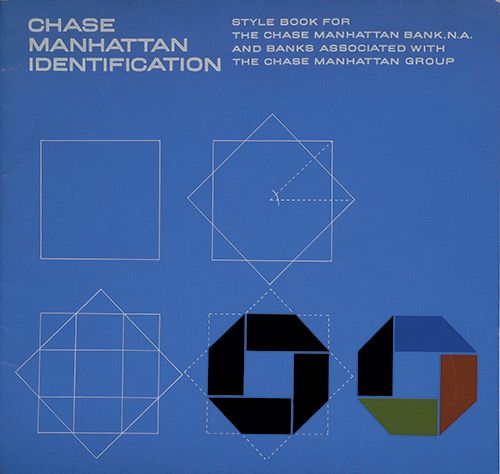 CHASE
MANHATTAN
IDENTIFICATION
STYLE BOOK FOR
THE CHASE MANHATTAN BANK, N.A.
AND BANKS ASSOCIATED WITH
THE CHASE MANHATTAN GROUP